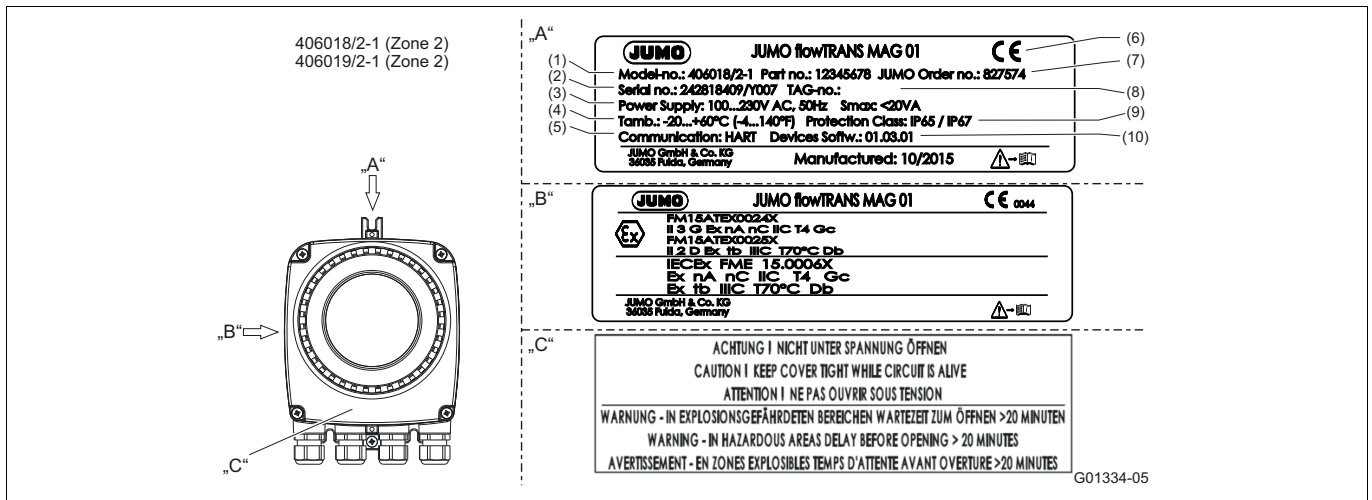 406018/2-1 (Zone 2)
406019/2-1 (Zone 2)
„A“
„B“
„C“
„A“
JUMO JUMO flowTRANS MAG 01 CE (6)
(1) Model-no.: 406018/2-1 Part no.: 12345678 JUMO Order no.: 827574 (7)
(2) Serial no.: 242818409/Y007 TAG-no.: (8)
(3) Power Supply: 100...230V AC, 50Hz Smax: <20VA
(4) Tamb.: -20...+60°C (-4...140°F) Protection Class: IP65 / IP67 (9)
(5) Communication: HART Devices Softw.: 01.03.01 (10)
JUMO GmbH & Co. KG
36035 Fulda, Germany
Manufactured: 10/2015
„B“
JUMO JUMO flowTRANS MAG 01 CE 0044
Ex
FM15ATEX0024X
II 3 G Ex nA nC IIC T4 Gc
FM15ATEX0025X
II 2 D Ex tb IIIC T70°C Db
IECEx FME 15.0006X
Ex nA nC IIC T4 Gc
Ex tb IIIC T70°C Db
JUMO GmbH & Co. KG
36035 Fulda, Germany
„C“
ACHTUNG ! NICHT UNTER SPANNUNG ÖFFNEN
CAUTION ! KEEP COVER TIGHT WHILE CIRCUIT IS ALIVE
ATTENTION ! NE PAS OUVRIR SOUS TENSION
WARNUNG - IN EXPLOSIONSGEFÅHRDETEN BEREICHEN WARTEZEIT ZUM ÖFFNEN >20 MINUTEN
WARNING - IN HAZARDOUS AREAS DELAY BEFORE OPENING > 20 MINUTES
AVERTISSEMENT - EN ZONES EXPLOSIBLES TEMPS D'ATTENTE AVANT OVERTURE >20 MINUTES
G01334-05